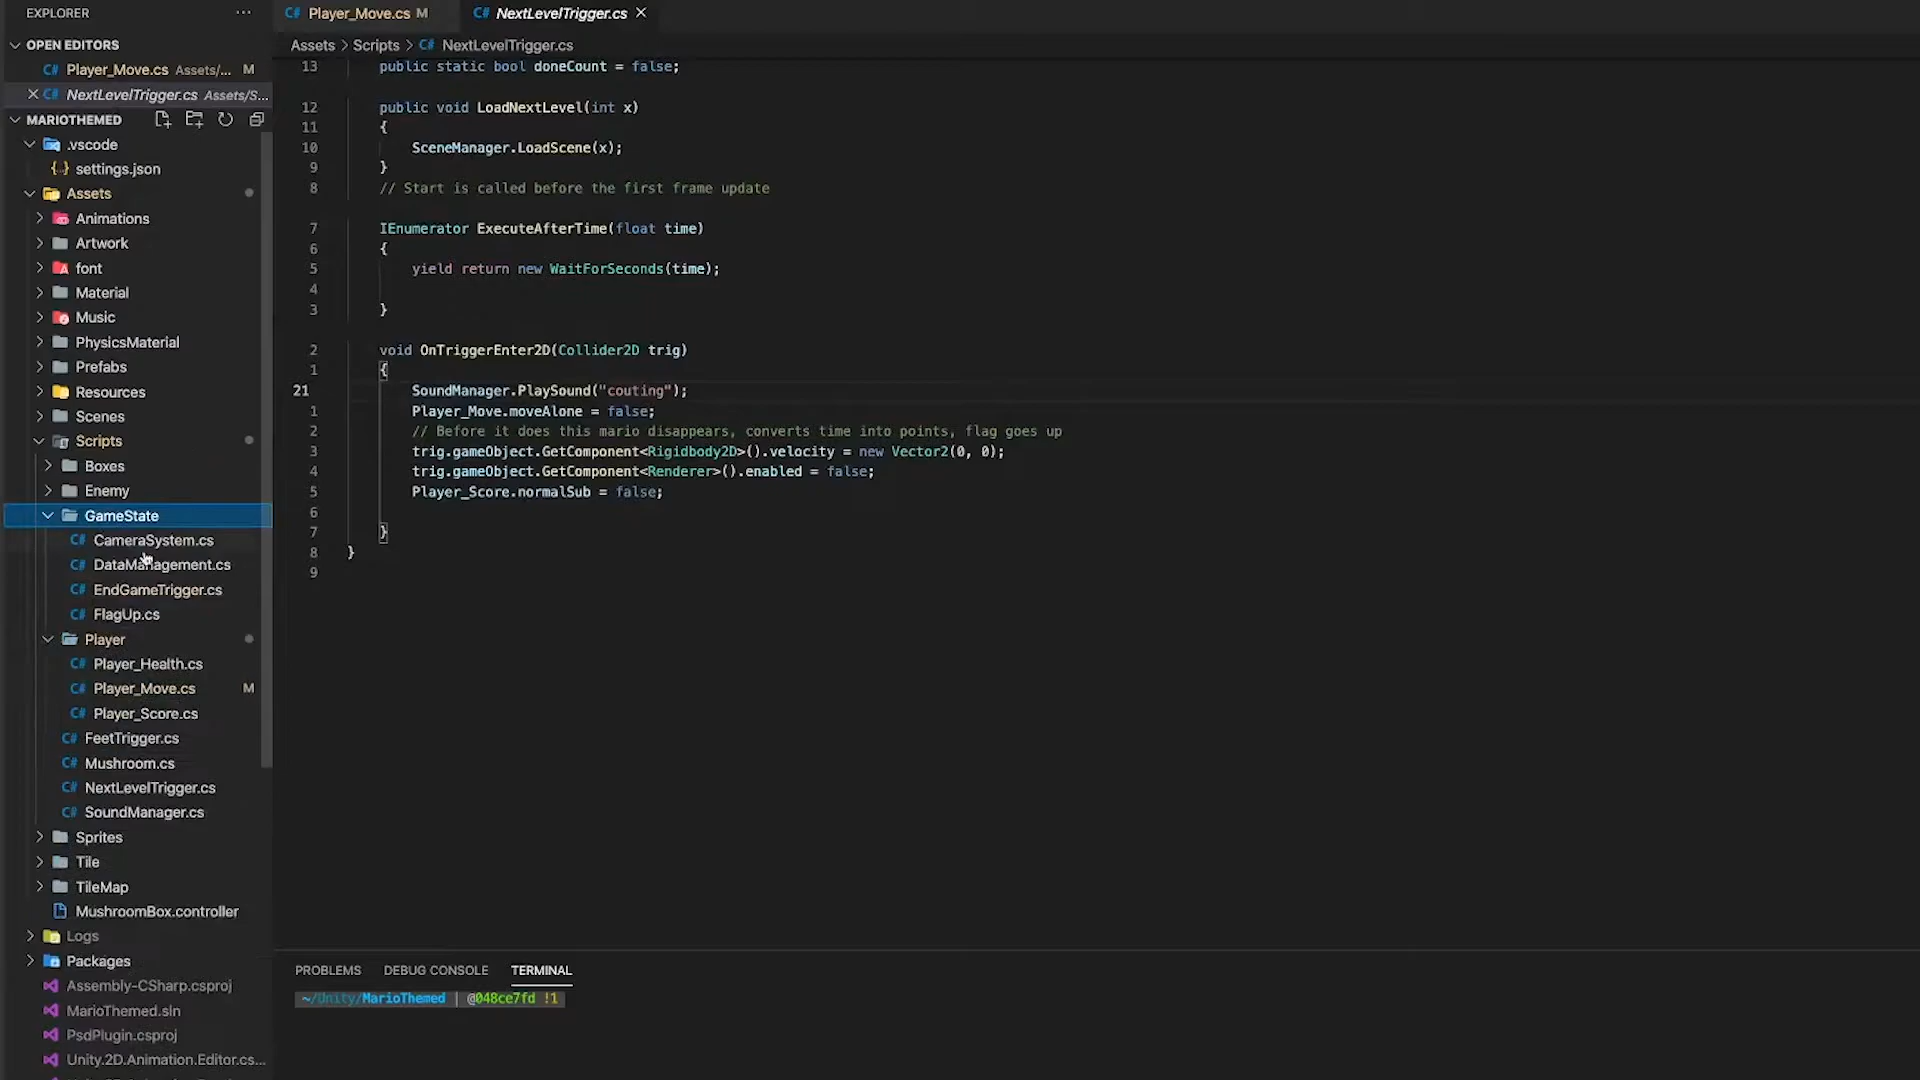 EXPLORER ···
OPEN EDITORS
C# Player_Move.cs Assets/... M
X C# NextLevelTrigger.cs Assets/S...
MARIOTHEMED
.vscode
{} settings.json
Assets
Animations
Artwork
font
Material
Music
PhysicsMaterial
Prefabs
Resources
Scenes
Scripts
Boxes
Enemy
GameState
C# CameraSystem.cs
C# DataManagement.cs
C# EndGameTrigger.cs
C# FlagUp.cs
Player
C# Player_Health.cs
C# Player_Move.cs M
C# Player_Score.cs
C# FeetTrigger.cs
C# Mushroom.cs
C# NextLevelTrigger.cs
C# SoundManager.cs
Sprites
Tile
TileMap
MushroomBox.controller
Logs
Packages
Assembly-CSharp.csproj
MarioThemed.sln
PsdPlugin.csproj
Unity.2D.Animation.Editor.cs...
C# Player_Move.cs M C# NextLevelTrigger.cs X
Assets > Scripts > C# NextLevelTrigger.cs
13 public static bool doneCount = false;
12 public void LoadNextLevel(int x)
11 {
10 SceneManager.LoadScene(x);
9 }
8 // Start is called before the first frame update
7 IEnumerator ExecuteAfterTime(float time)
6 {
5 yield return new WaitForSeconds(time);
4
3 }
2 void OnTriggerEnter2D(Collider2D trig)
1 {
21 SoundManager.PlaySound("couting");
1 Player_Move.moveAlone = false;
2 // Before it does this mario disappears, converts time into points, flag goes up
3 trig.gameObject.GetComponent<Rigidbody2D>().velocity = new Vector2(0, 0);
4 trig.gameObject.GetComponent<Renderer>().enabled = false;
5 Player_Score.normalSub = false;
6
7 }
8 }
9
PROBLEMS DEBUG CONSOLE TERMINAL
~/Unity/MarioThemed | @048ce7fd !1